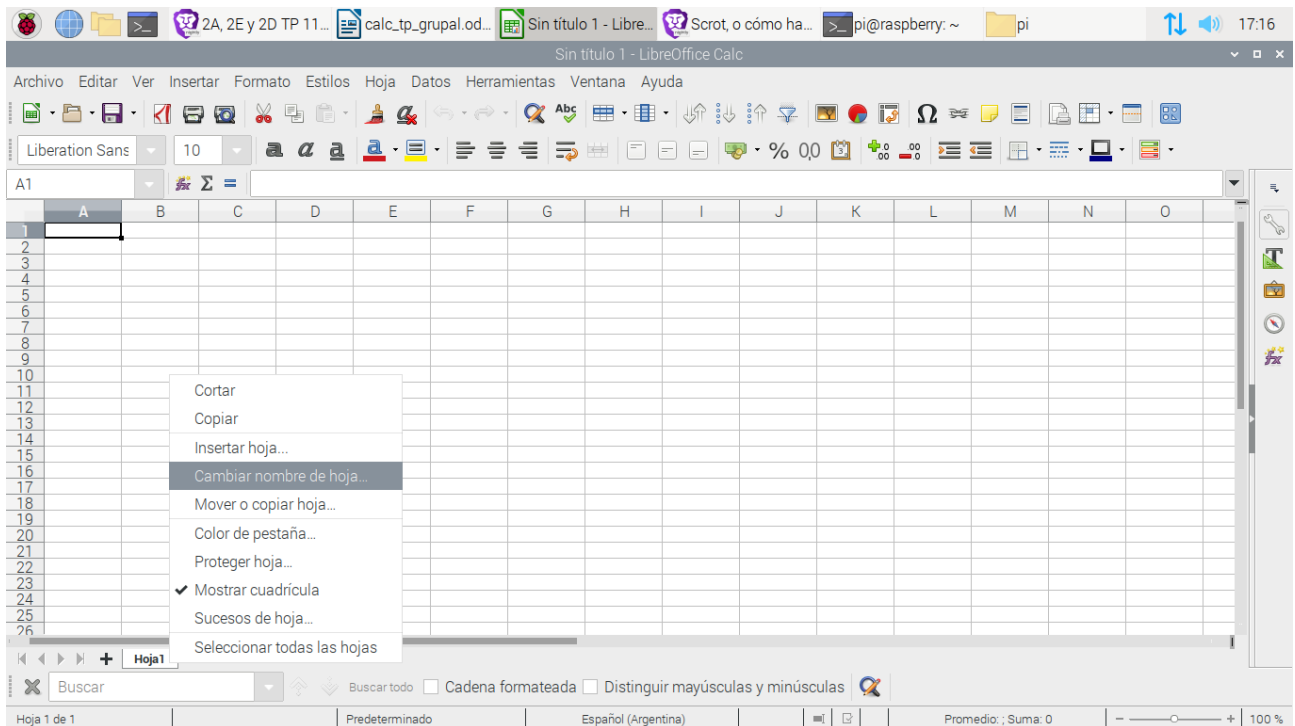 2A, 2E y 2D TP 11... calc_tp_grupal.od... Sin título 1 - Libre... Scrot, o cómo ha... pi@raspberry: ~ pi 17:16
Sin título 1 - LibreOffice Calc
Archivo Editar Ver Insertar Formato Estilos Hoja Datos Herramientas Ventana Ayuda
Liberation Sans 10
A1
A B C D E F G H I J K L M N O
1
2
3
4
5
6
7
8
9
10
11
12
13
14
15
16
17
18
19
20
21
22
23
24
25
26
Cortar
Copiar
Insertar hoja...
Cambiar nombre de hoja...
Mover o copiar hoja...
Color de pestaña...
Proteger hoja...
Mostrar cuadrícula
Sucesos de hoja...
Seleccionar todas las hojas
Hoja1
Buscar Buscar todo Cadena formateada Distinguir mayúsculas y minúsculas
Hoja 1 de 1 Predeterminado Español (Argentina) Promedio: ; Suma: 0 100 %